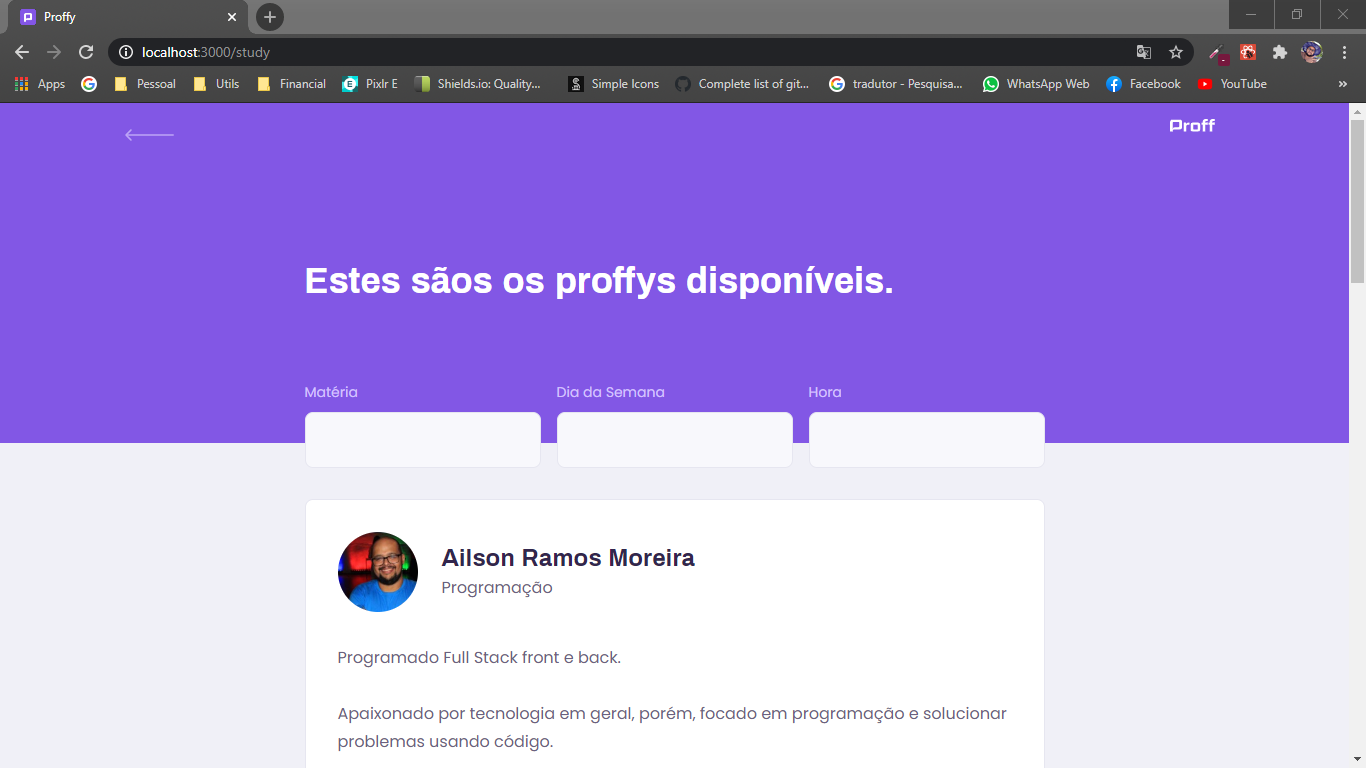 Proffy
localhost:3000/study
Apps Pessoal Utils Financial Pixlr E Shields.io: Quality... Simple Icons Complete list of git... tradutor - Pesquisa... WhatsApp Web Facebook YouTube »
Proff
Estes sãos os proffys disponíveis.
Matéria Dia da Semana Hora
Ailson Ramos Moreira
Programação
Programado Full Stack front e back.
Apaixonado por tecnologia em geral, porém, focado em programação e solucionar
problemas usando código.